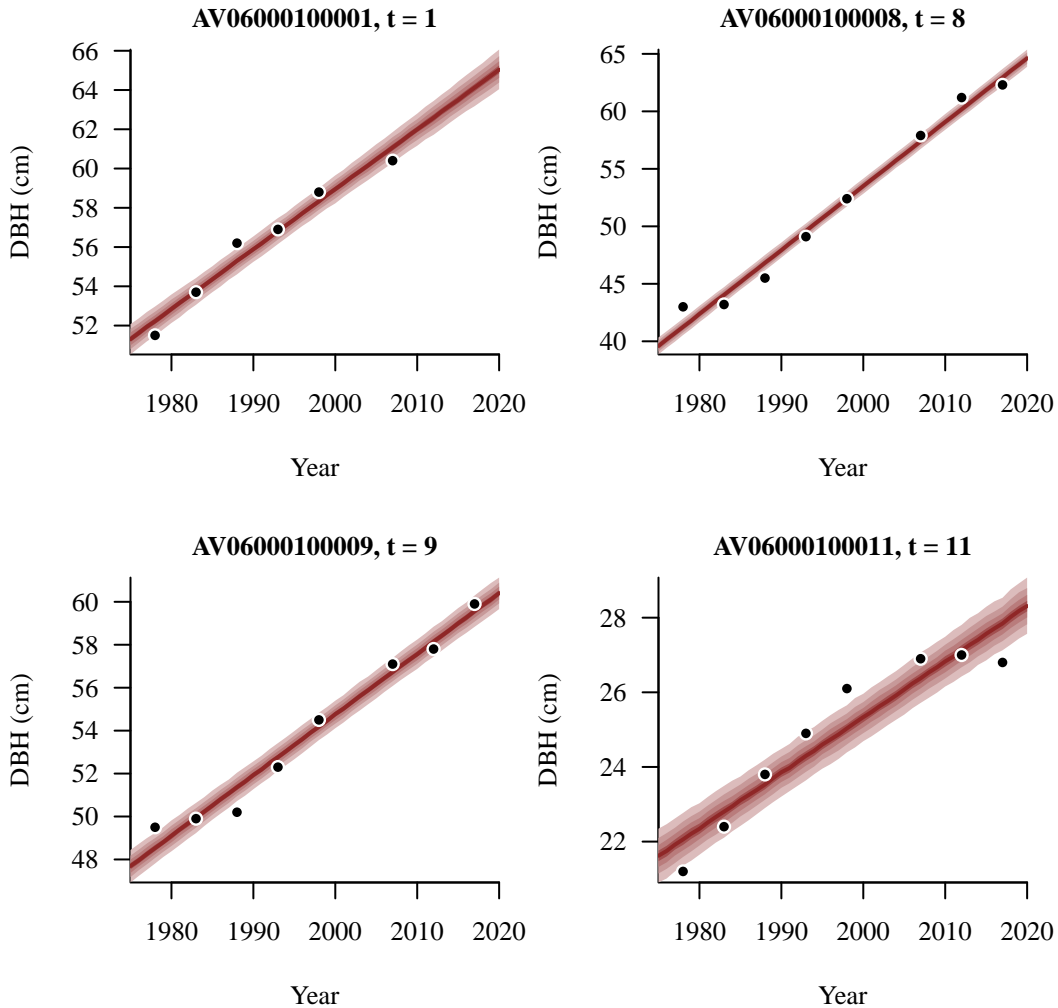 AV06000100001, t = 1
DBH (cm)
66
64
62
60
58
56
54
52
1980 1990 2000 2010 2020
Year
AV06000100008, t = 8
DBH (cm)
65
60
55
50
45
40
1980 1990 2000 2010 2020
Year
AV06000100009, t = 9
DBH (cm)
60
58
56
54
52
50
48
1980 1990 2000 2010 2020
Year
AV06000100011, t = 11
DBH (cm)
28
26
24
22
1980 1990 2000 2010 2020
Year